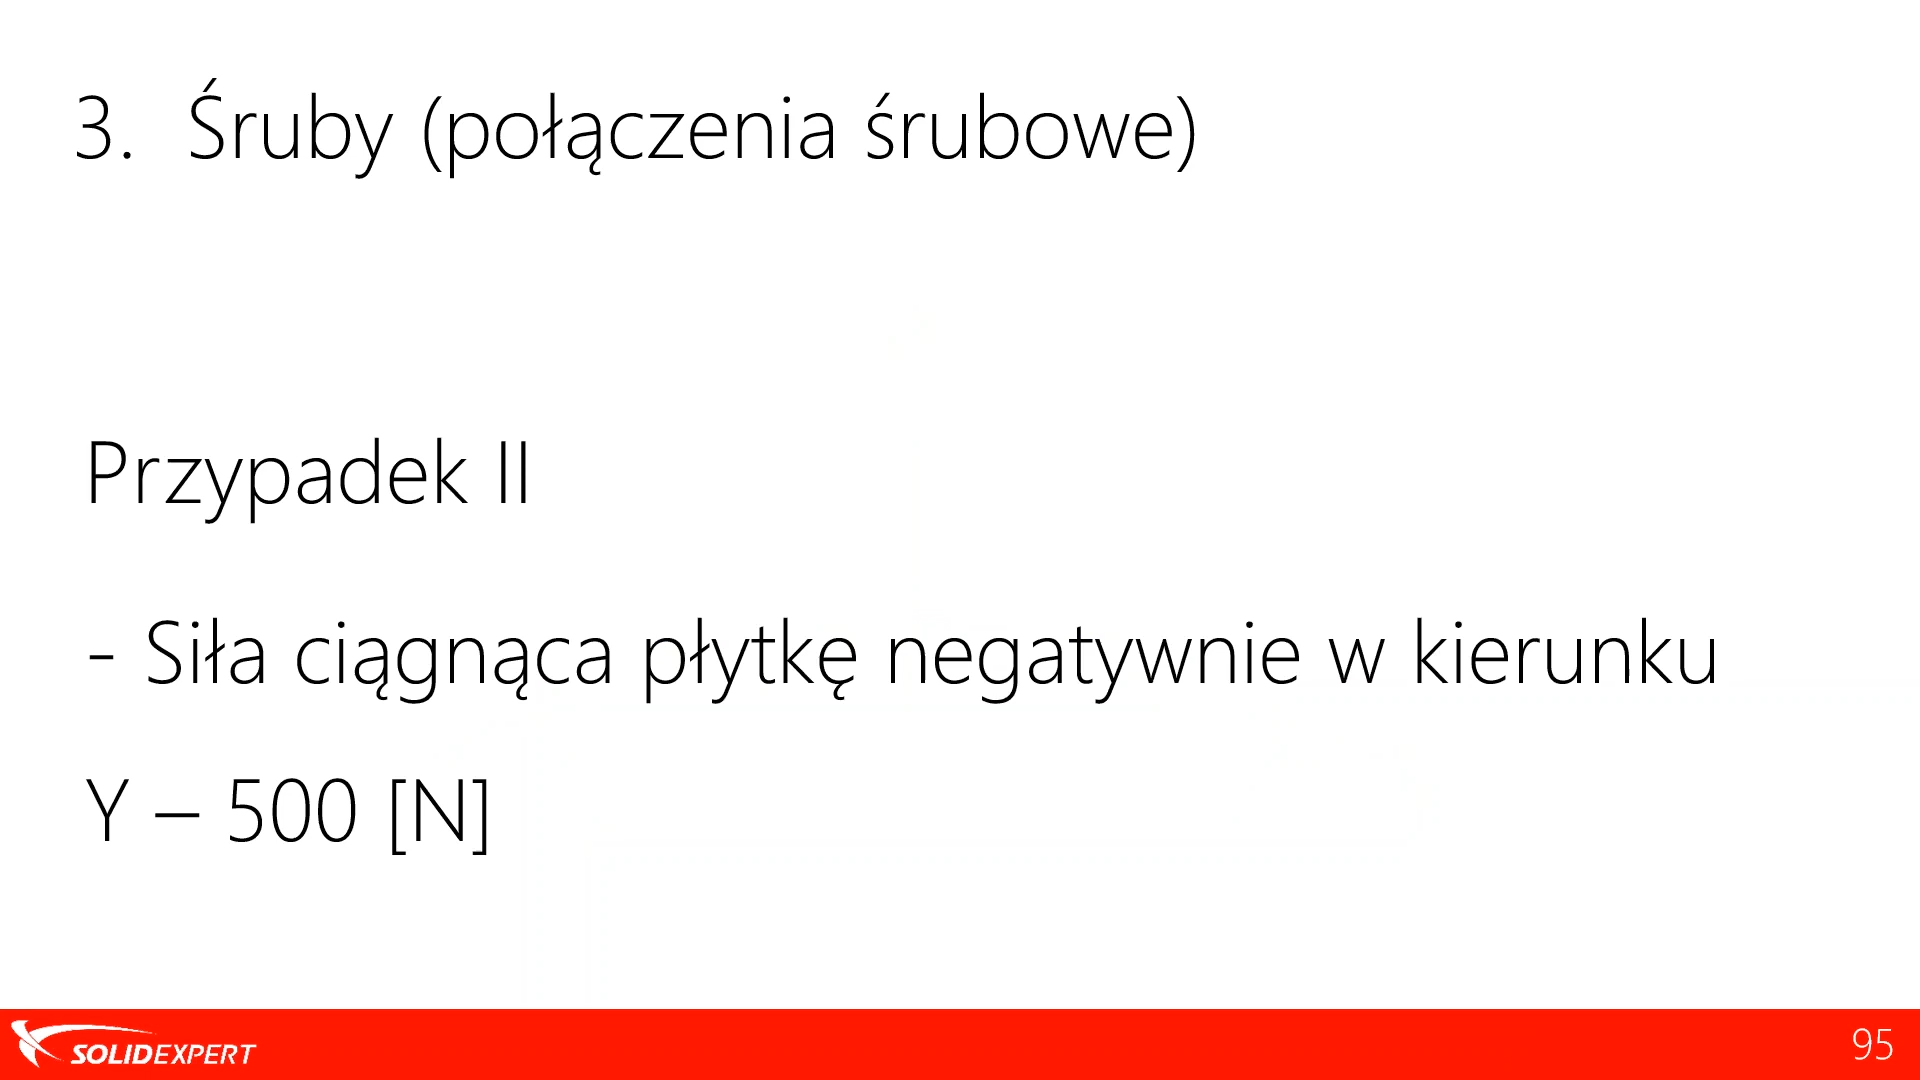 3. Śruby (połączenia śrubowe)
Przypadek II
- Siła ciągnąca płytkę negatywnie w kierunku
Y – 500 [N]
SOLIDEXPERT
95